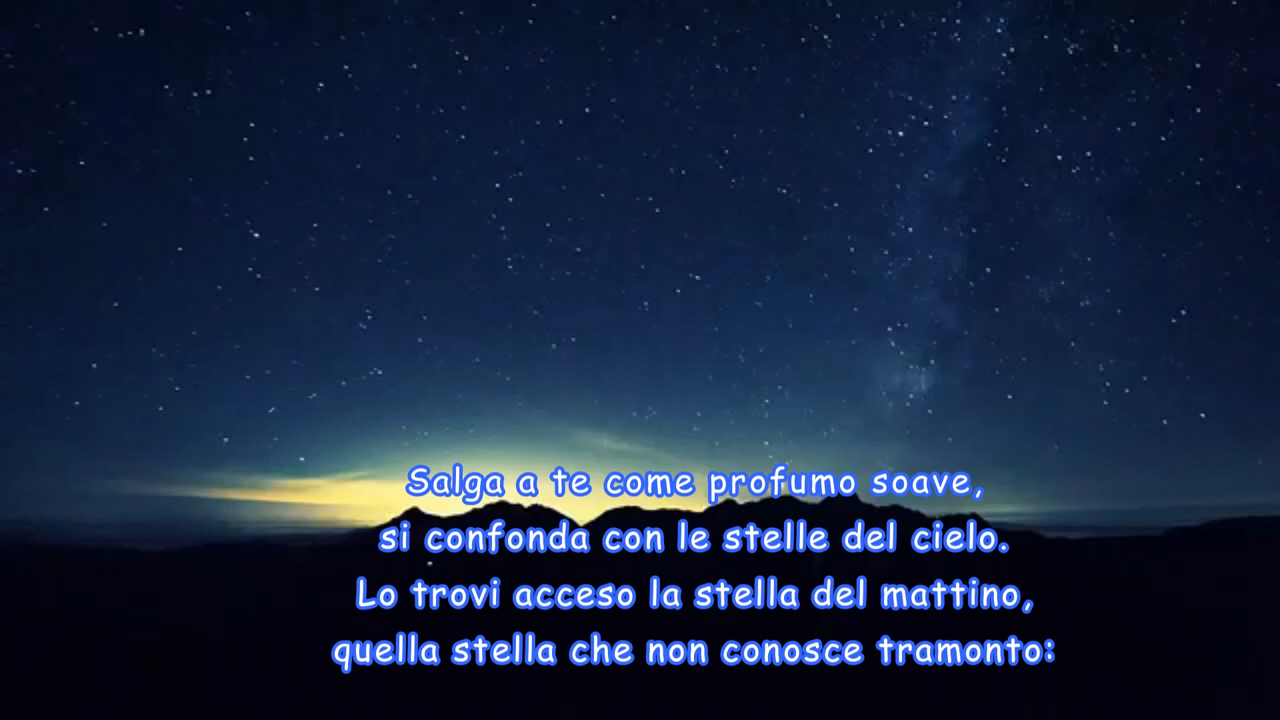 Salga a te come profumo soave,
si confonda con le stelle del cielo.
Lo trovi acceso la stella del mattino,
quella stella che non conosce tramonto: